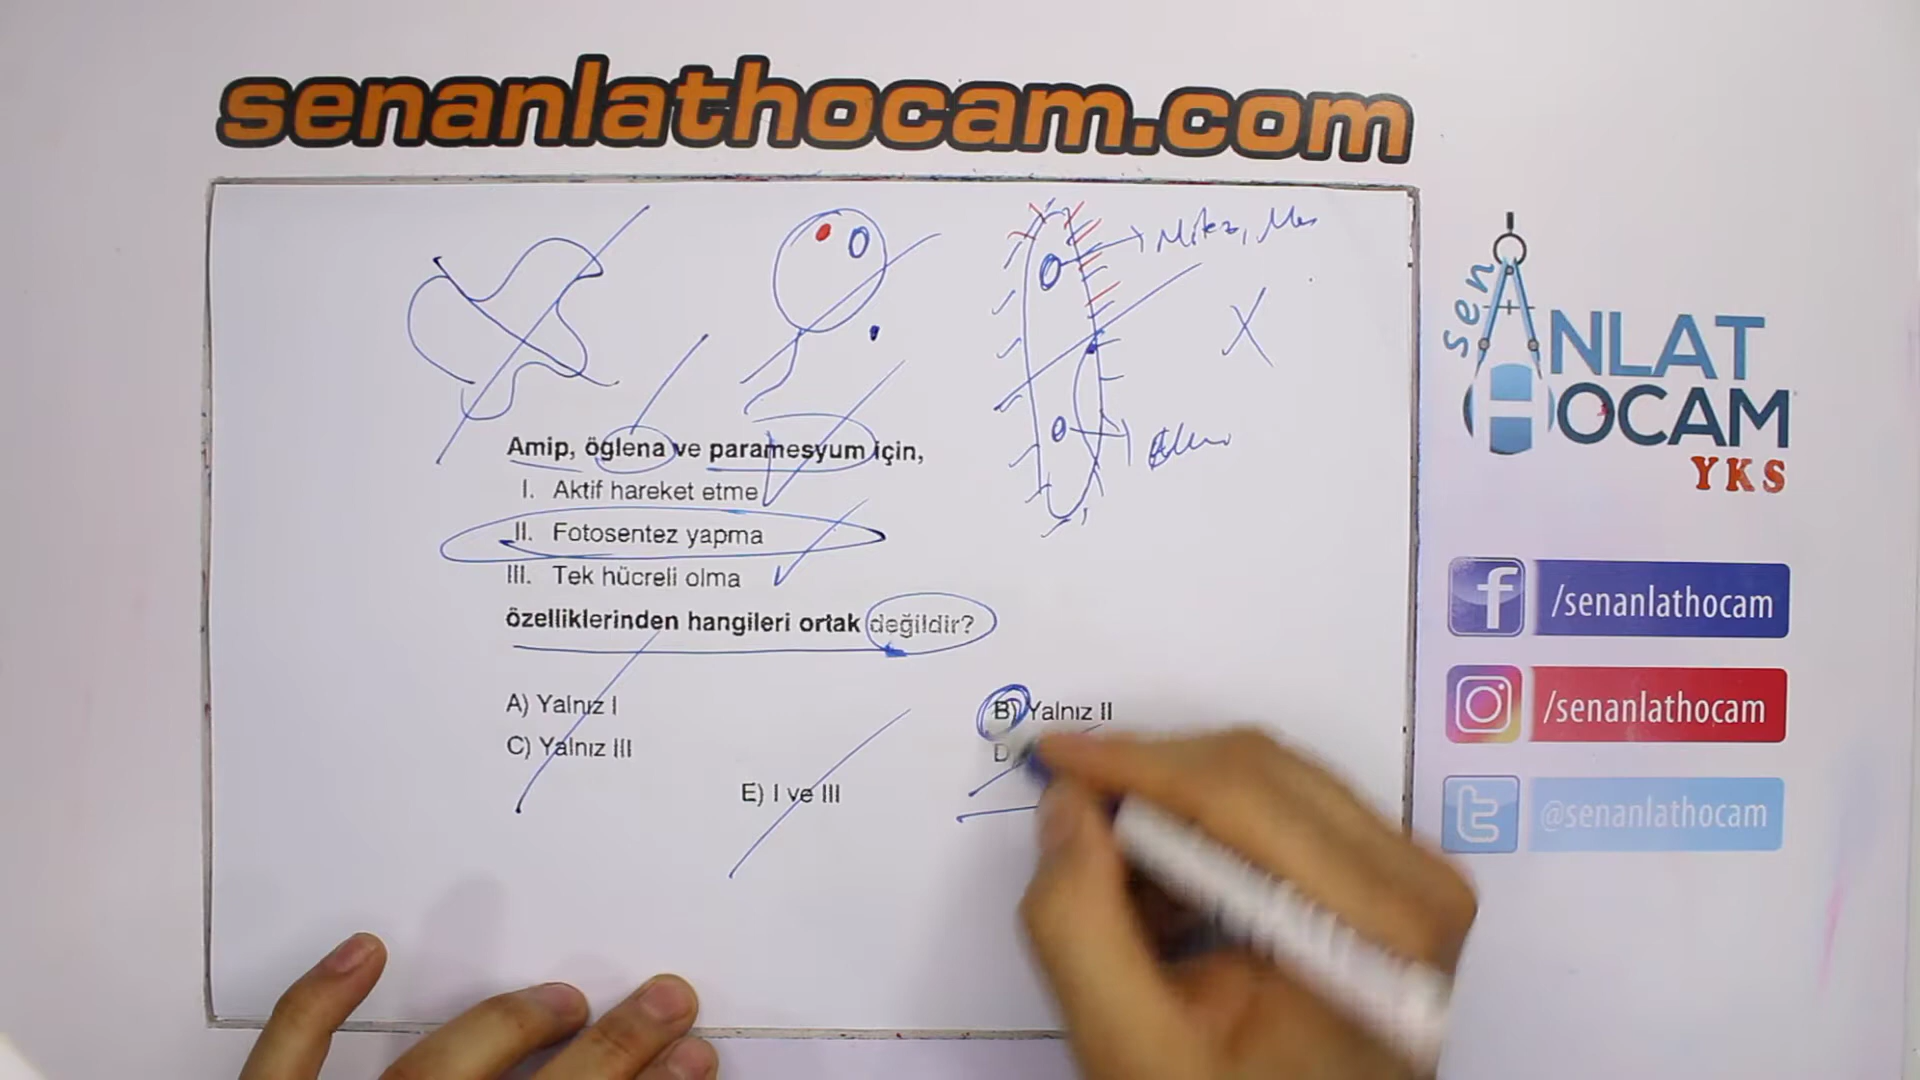 senanlathocam.com
Mitoz, 
Amip, öglena ve paramesyum için,
I. Aktif hareket etme
II. Fotosentez yapma
III. Tek hücreli olma
özelliklerinden hangileri ortak değildir?
A) Yalnız I
B) Yalnız II
C) Yalnız III
D
E) I ve III
sen
ANLAT
HOCAM
YKS
f /senanlathocam
/senanlathocam
t @senanlathocam